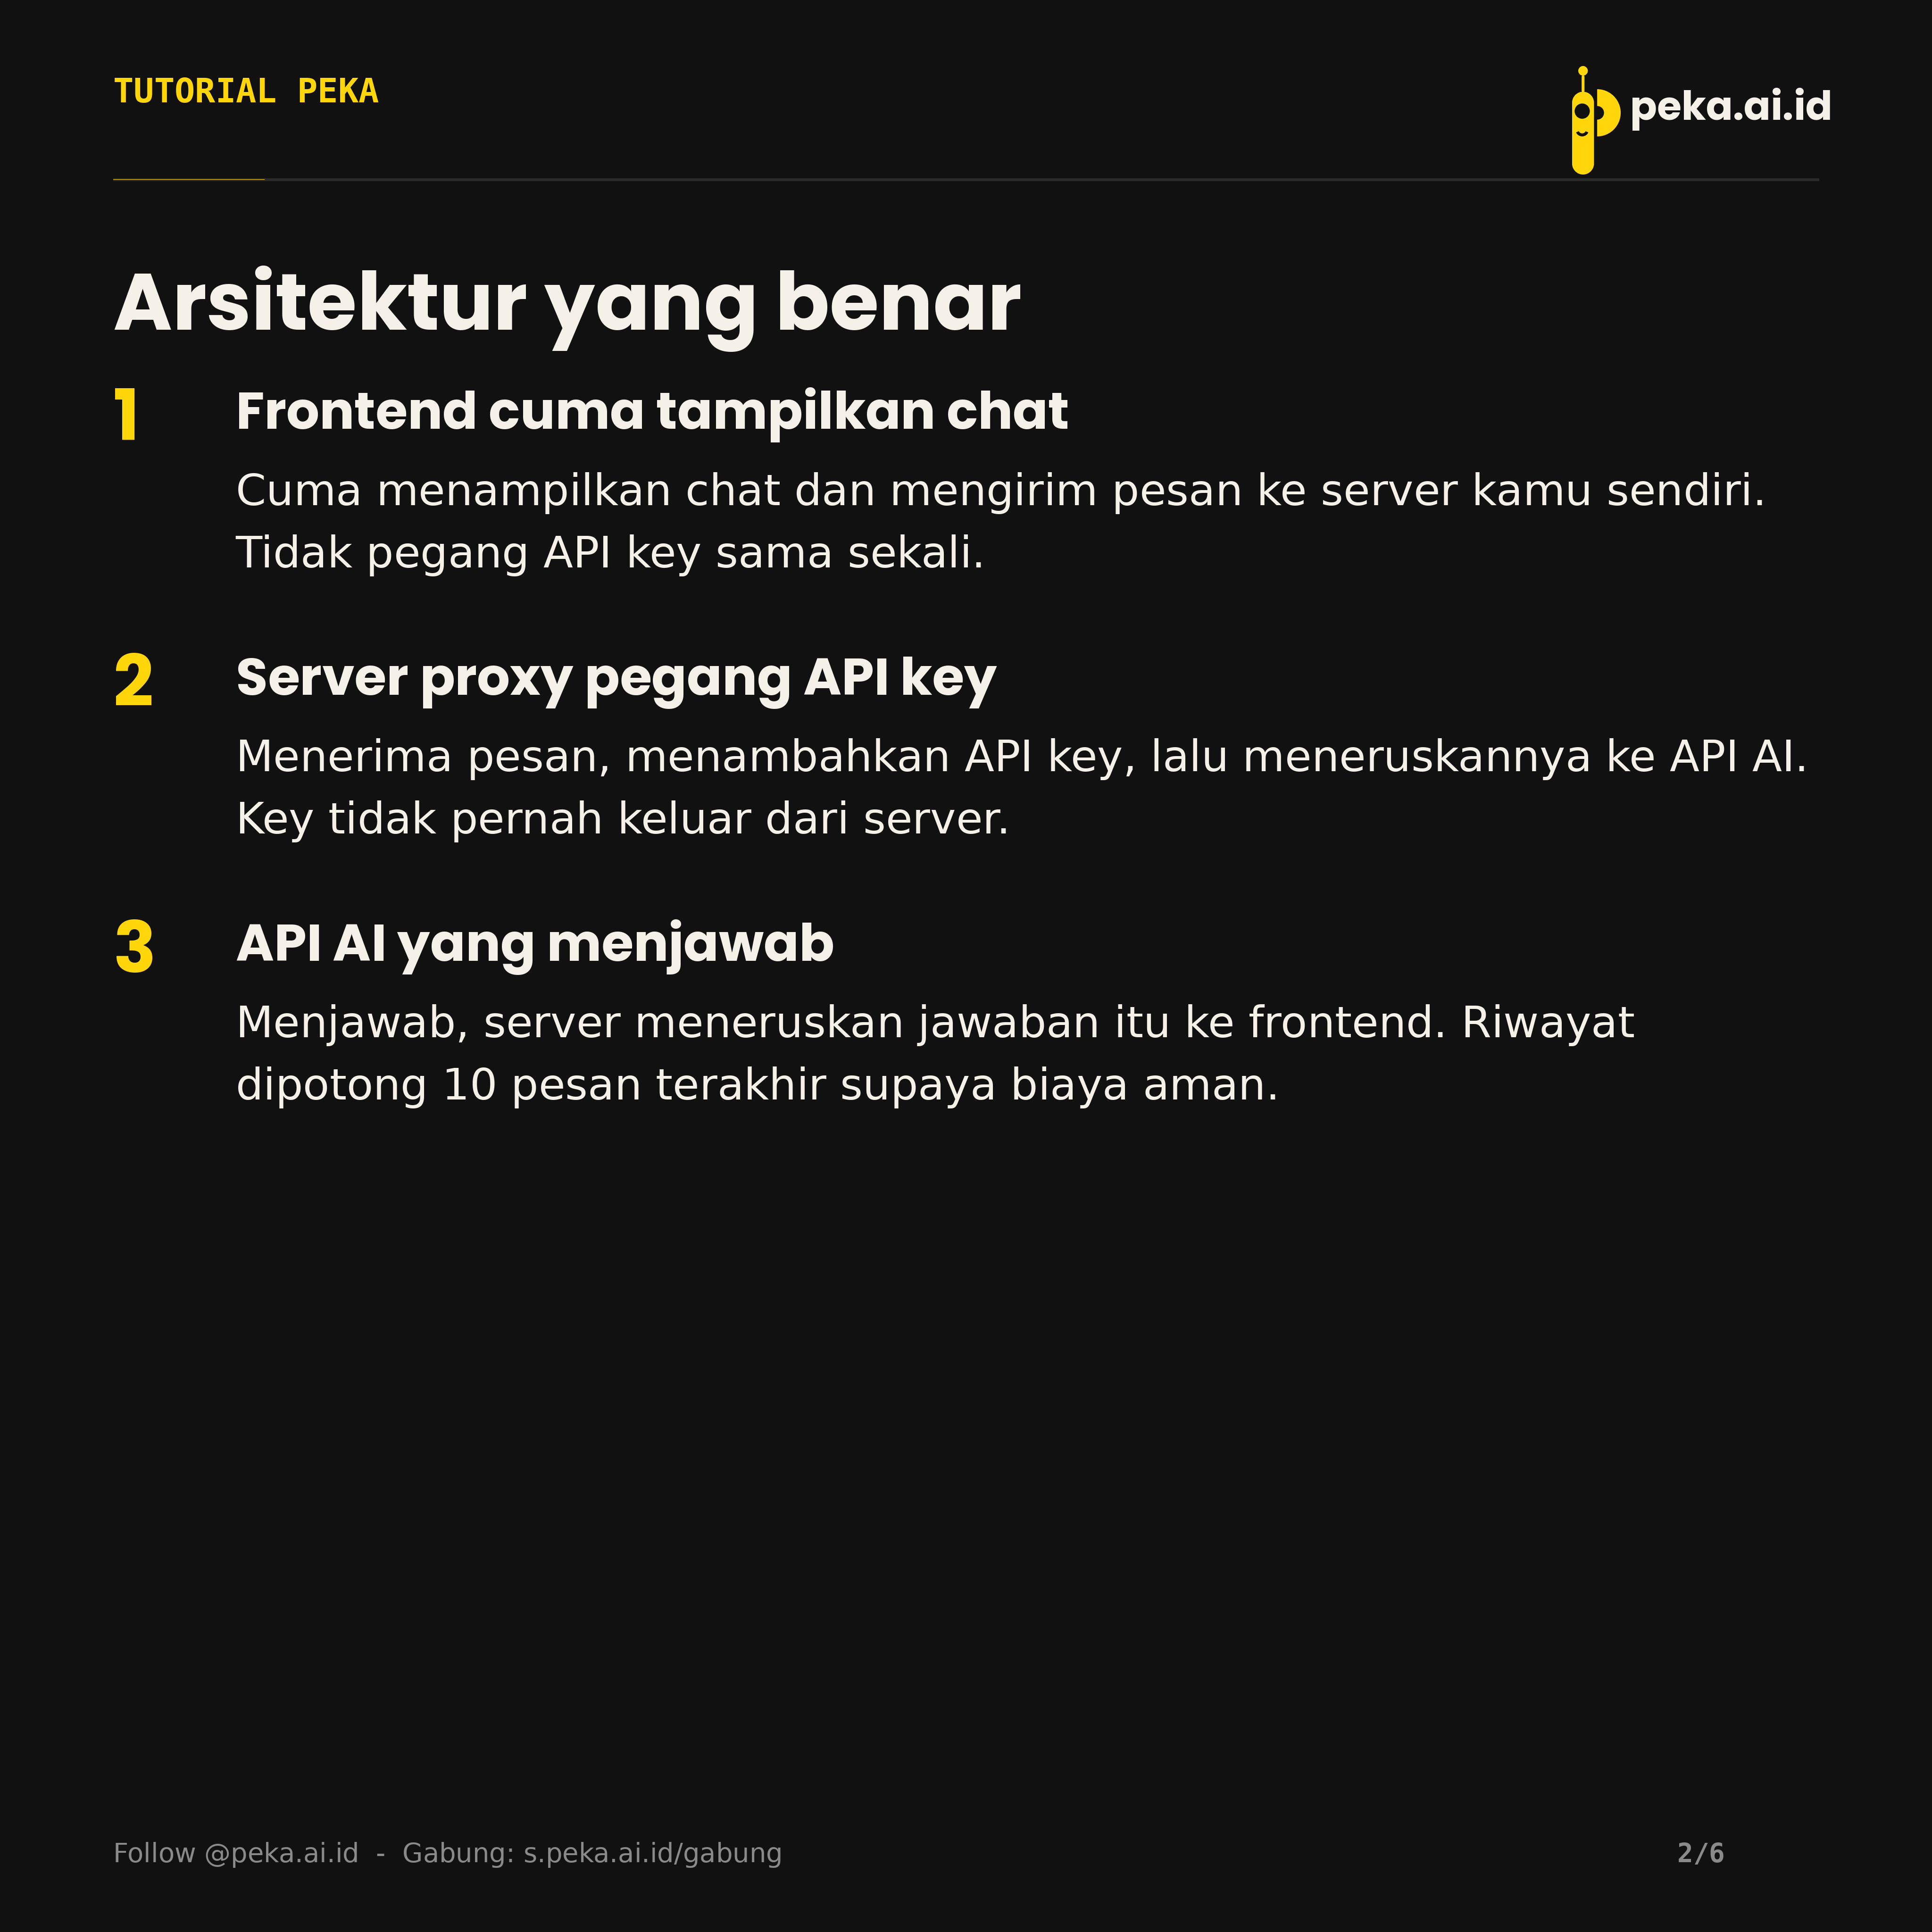 TUTORIAL PEKA
peka.ai.id
Arsitektur yang benar
1
Frontend cuma tampilkan chat
Cuma menampilkan chat dan mengirim pesan ke server kamu sendiri.
Tidak pegang API key sama sekali.
2
Server proxy pegang API key
Menerima pesan, menambahkan API key, lalu meneruskannya ke API AI.
Key tidak pernah keluar dari server.
3
API AI yang menjawab
Menjawab, server meneruskan jawaban itu ke frontend. Riwayat
dipotong 10 pesan terakhir supaya biaya aman.
Follow @peka.ai.id - Gabung: s.peka.ai.id/gabung
2/6